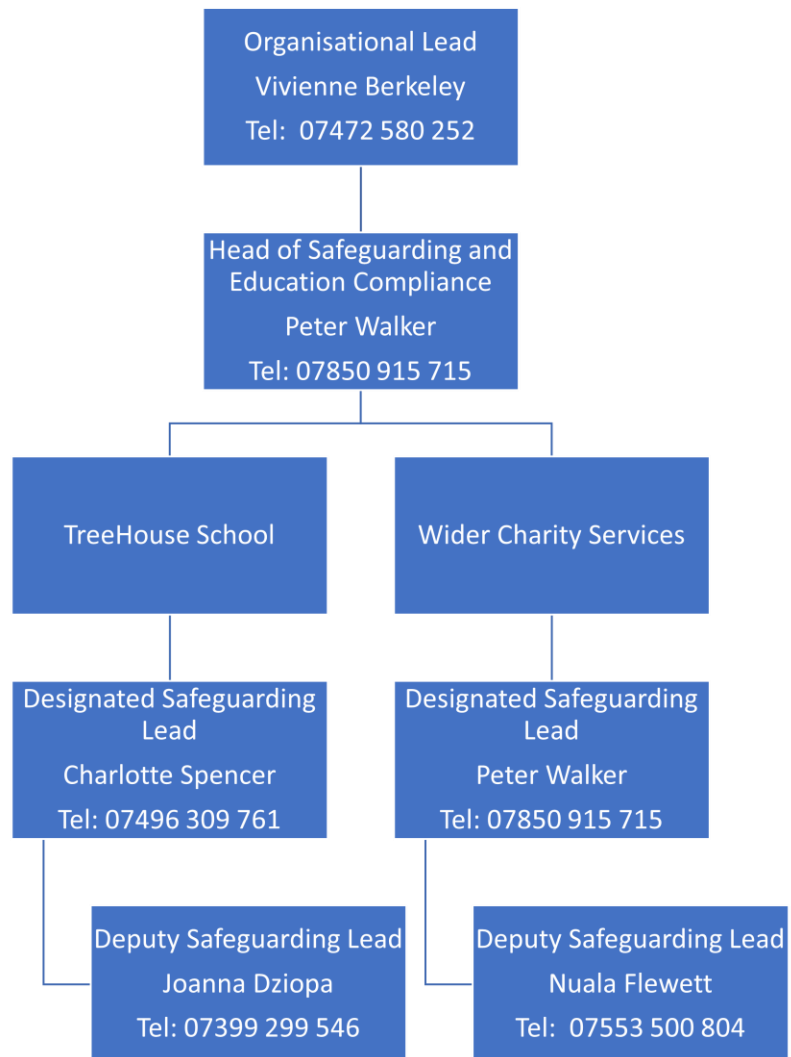 Organisational Lead
Vivienne Berkeley
Tel:  07472 580 252
Head of Safeguarding and
Education Compliance
Peter Walker
Tel: 07850 915 715
TreeHouse School
Wider Charity Services
Designated Safeguarding
Lead
Charlotte Spencer
Tel: 07496 309 761
Designated Safeguarding
Lead
Peter Walker
Tel: 07850 915 715
Deputy Safeguarding Lead
Joanna Dziopa
Tel: 07399 299 546
Deputy Safeguarding Lead
Nuala Flewett
Tel:  07553 500 804